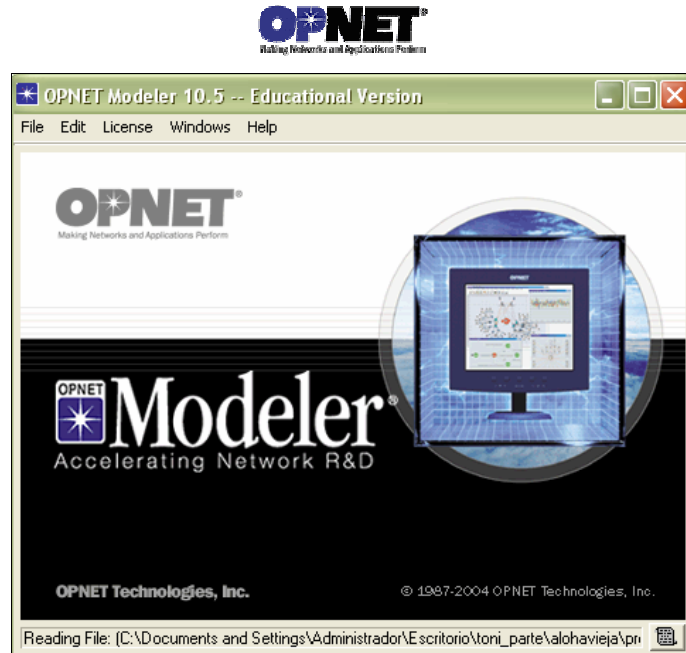 OPNET®
Making Networks and Applications Perform
OPNET Modeler 10.5 -- Educational Version
File Edit License Windows Help
OPNET®
Making Networks and Applications Perform
OPNET
Modeler®
Accelerating Network R&D
OPNET Technologies, Inc.
© 1987-2004 OPNET Technologies, Inc.
Reading File: (C:\Documents and Settings\Administrador\Escritorio\toni_parte\alohavieja\pr